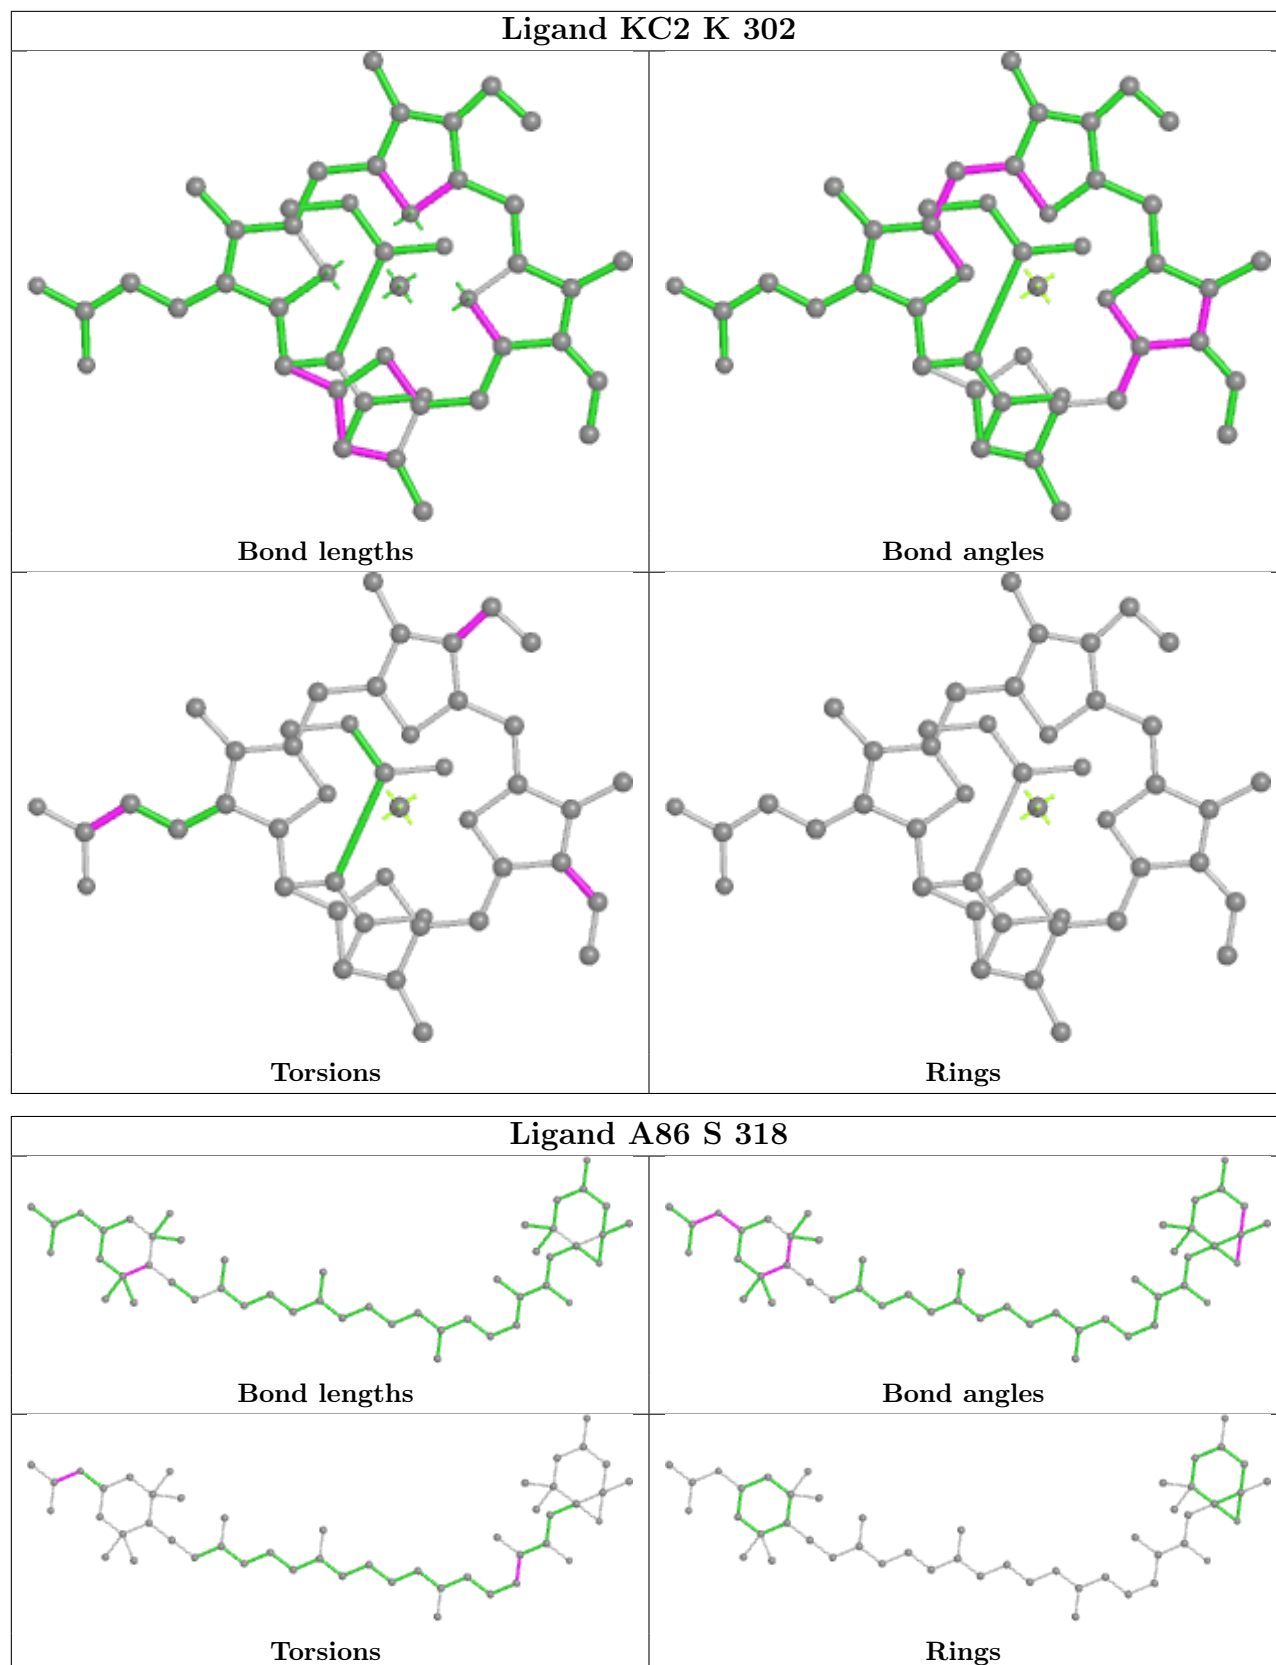 Ligand KC2 K 302
Bond lengths
Bond angles
Torsions
Rings
Ligand A86 S 318
Bond lengths
Bond angles
Torsions
Rings